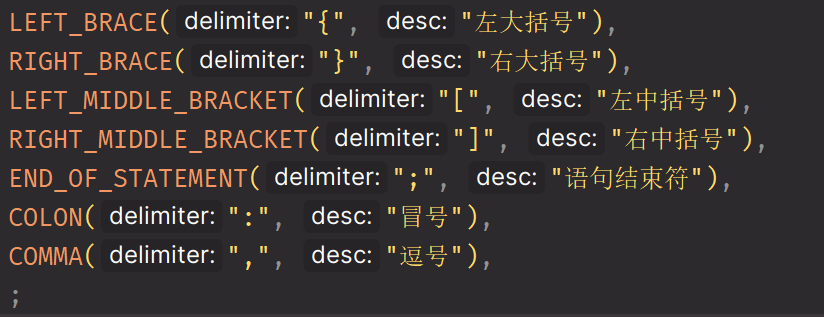 LEFT_BRACE( delimiter: "{", desc: "左大括号"),
RIGHT_BRACE( delimiter: "}", desc: "右大括号"),
LEFT_MIDDLE_BRACKET( delimiter: "[", desc: "左中括号"),
RIGHT_MIDDLE_BRACKET( delimiter: "]", desc: "右中括号"),
END_OF_STATEMENT( delimiter: ";", desc: "语句结束符"),
COLON( delimiter: ":", desc: "冒号"),
COMMA( delimiter: ",", desc: "逗号"),
;